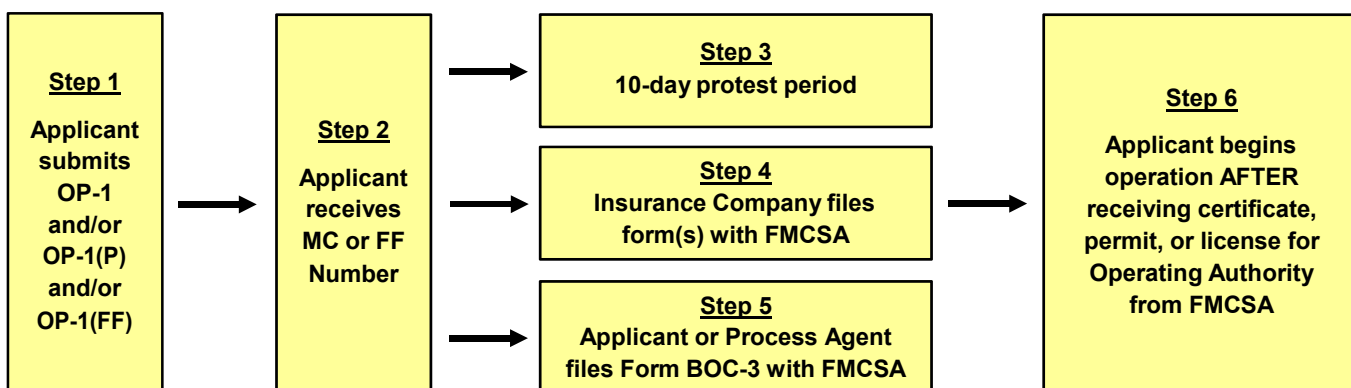 Step 1
Applicant
submits
OP-1
and/or
OP-1(P)
and/or
OP-1(FF)
Step 2
Applicant
receives
MC or FF
Number
Step 3
10-day protest period
Step 4
Insurance Company files
form(s) with FMCSA
Step 5
Applicant or Process Agent
files Form BOC-3 with FMCSA
Step 6
Applicant begins
operation AFTER
receiving certificate,
permit, or license for
Operating Authority
from FMCSA